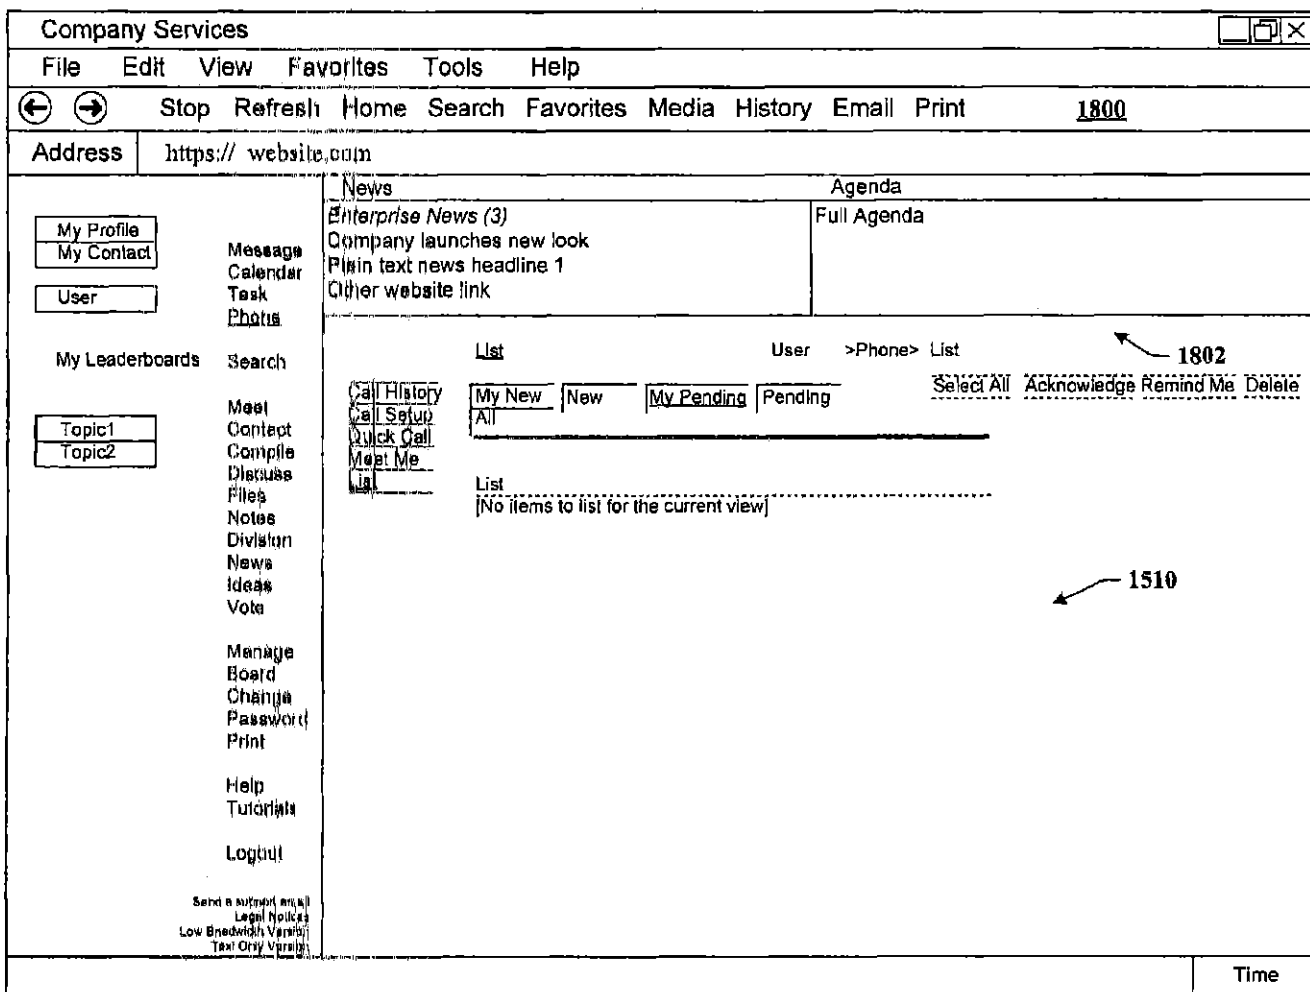 Company Services
File Edit View Favorites Tools Help
Stop Refresh Home Search Favorites Media History Email Print 1800
Address https:// website.com
News Agenda
My Profile
My Contact
User
My Leaderboards
Topic1
Topic2
Message
Calendar
Task
Phone
Search
Meet
Contact
Compile
Discuss
Files
Notes
Division
News
Ideas
Vote
Manage
Board
Change
Password
Print
Help
Tutorials
Logout
Send a support email
Legal Notices
Low Bnedwidth Version
Text Only Version
Enterprise News (3)
Company launches new look
Plain text news headline 1
Other website link
Full Agenda
List User >Phone> List
1802
Select All Acknowledge Remind Me Delete
Call History
Call Setup
Quick Call
Meet Me
List
My New New My Pending Pending
All
List
[No items to list for the current view]
1510
Time